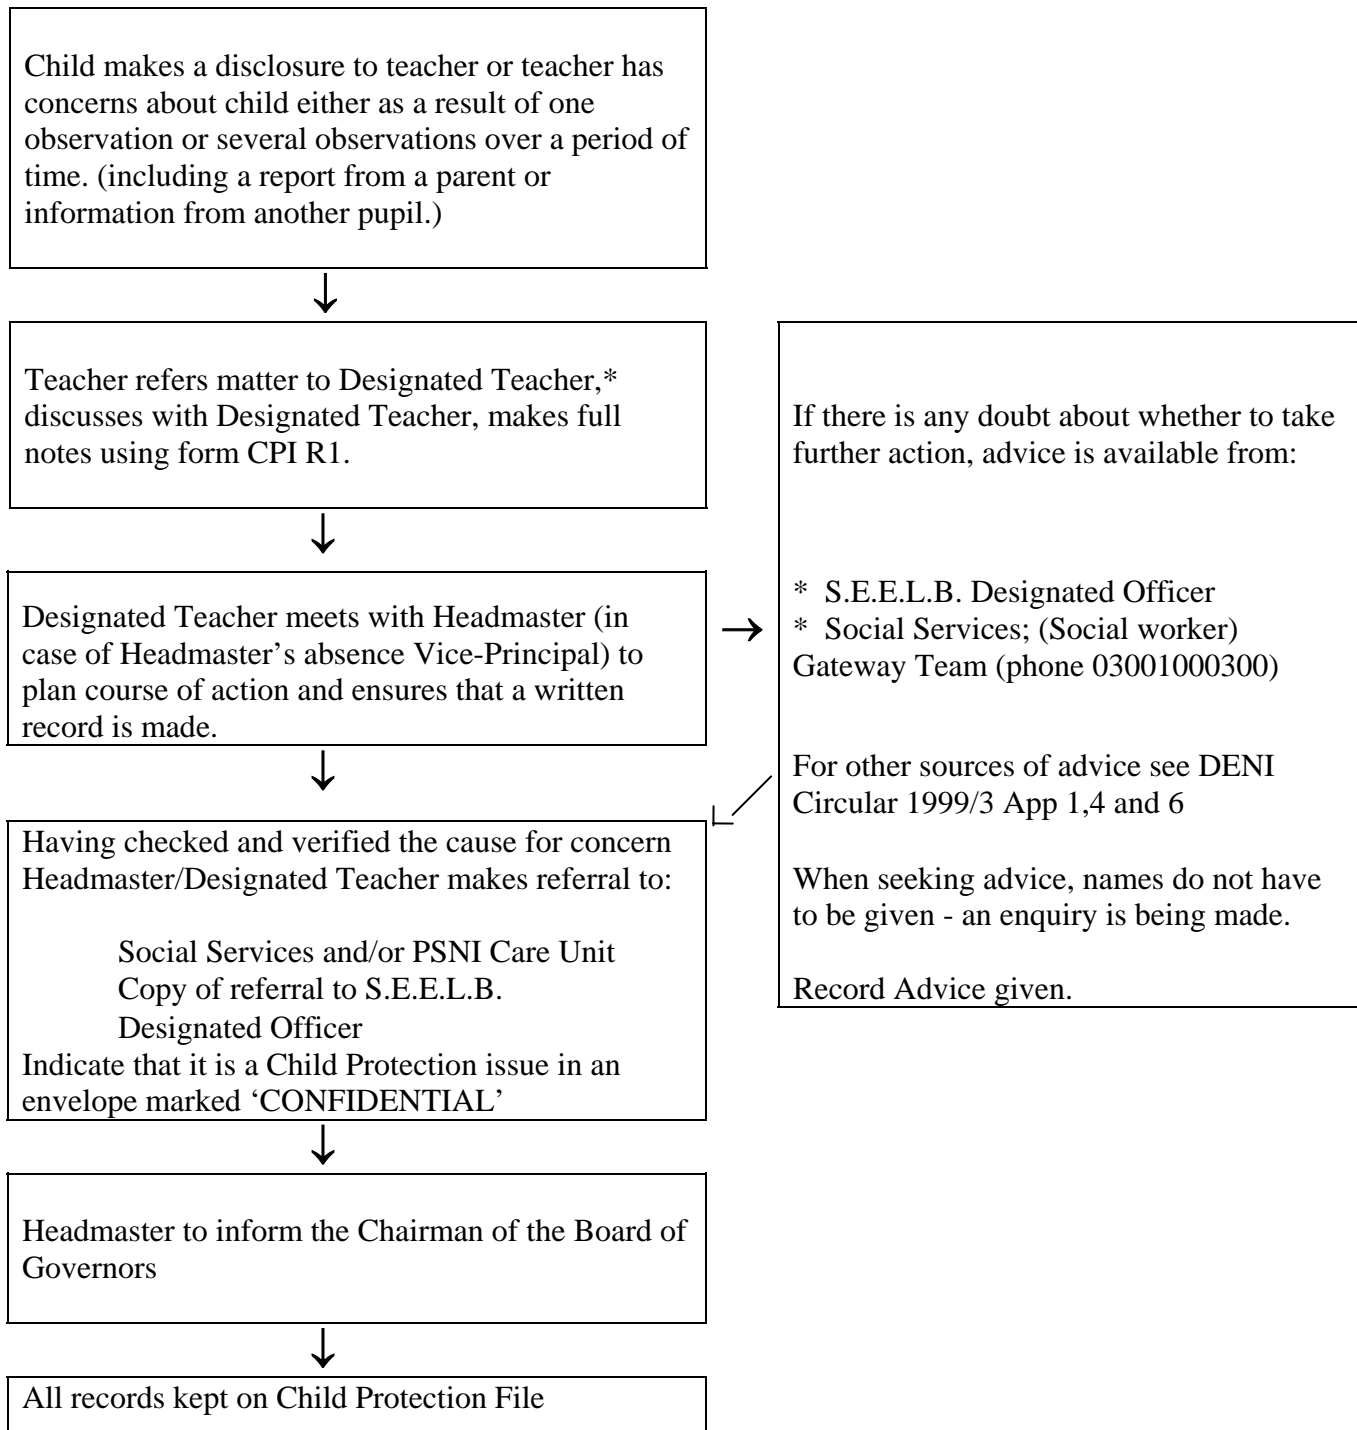 Child makes a disclosure to teacher or teacher has
concerns about child either as a result of one
observation or several observations over a period of
time. (including a report from a parent or
information from another pupil.)
Teacher refers matter to Designated Teacher,*
discusses with Designated Teacher, makes full
notes using form CPI R1.
Designated Teacher meets with Headmaster (in
case of Headmaster’s absence Vice-Principal) to
plan course of action and ensures that a written
record is made.
If there is any doubt about whether to take
further action, advice is available from:
* S.E.E.L.B. Designated Officer
* Social Services; (Social worker)
Gateway Team (phone 03001000300)
For other sources of advice see DENI
Circular 1999/3 App 1,4 and 6
When seeking advice, names do not have
to be given - an enquiry is being made.
Record Advice given.
Having checked and verified the cause for concern
Headmaster/Designated Teacher makes referral to:
Social Services and/or PSNI Care Unit
Copy of referral to S.E.E.L.B.
Designated Officer
Indicate that it is a Child Protection issue in an
envelope marked ‘CONFIDENTIAL’
Headmaster to inform the Chairman of the Board of
Governors
All records kept on Child Protection File